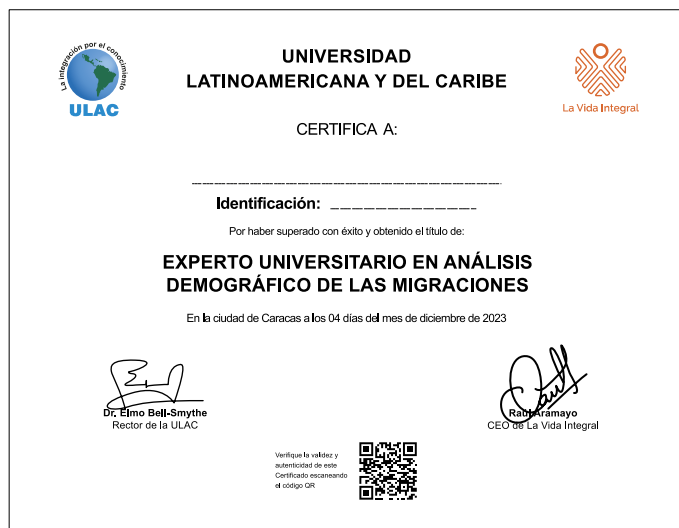 La integración por el conocimiento
ULAC
UNIVERSIDAD
LATINOAMERICANA Y DEL CARIBE
La Vida Integral
CERTIFICA A:
Identificación:
Por haber superado con éxito y obtenido el título de:
EXPERTO UNIVERSITARIO EN ANÁLISIS
DEMOGRÁFICO DE LAS MIGRACIONES
En la ciudad de Caracas a los 04 días del mes de diciembre de 2023
Dr. Elmo Bell-Smythe
Rector de la ULAC
Raúl Aramayo
CEO de La Vida Integral
Verifique la validez y
autenticidad de este
Certificado escaneando
el código QR